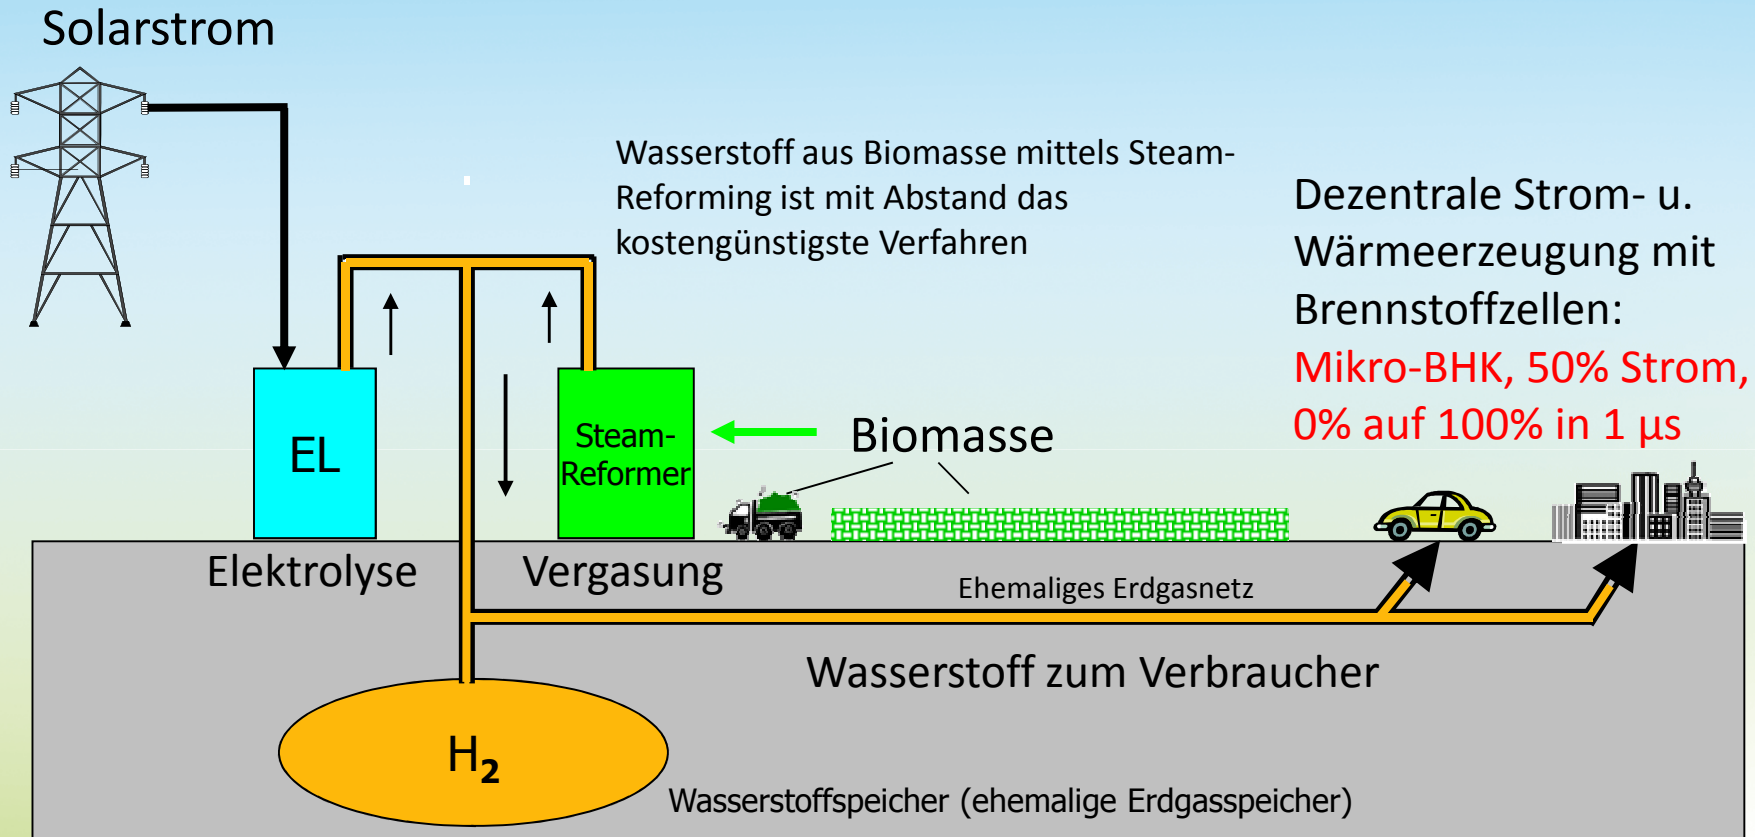 Solarstrom
Wasserstoff aus Biomasse mittels Steam-
Reforming ist mit Abstand das
kostengünstigste Verfahren
Dezentrale Strom- u.
Wärmeerzeugung mit
Brennstoffzellen:
Mikro-BHK, 50% Strom,
0% auf 100% in 1 µs
EL
Steam-
Reformer
Biomasse
Elektrolyse
Vergasung
Ehemaliges Erdgasnetz
Wasserstoff zum Verbraucher
H₂
Wasserstoffspeicher (ehemalige Erdgasspeicher)